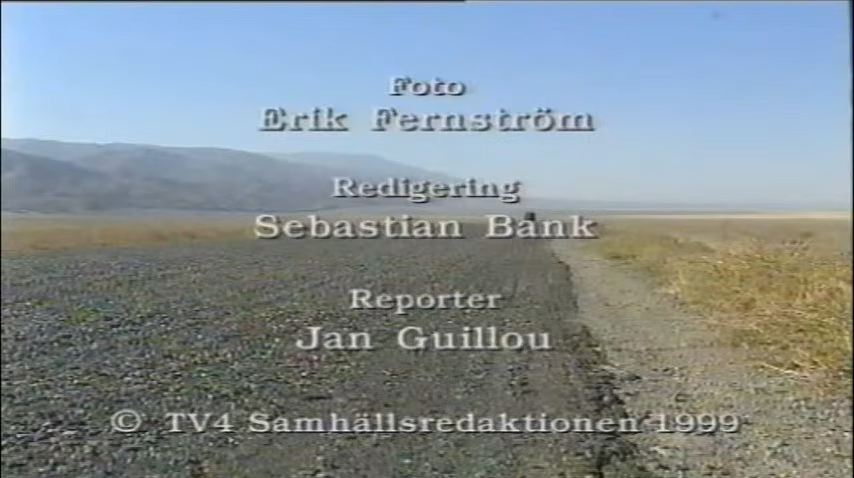 Foto
Erik Fernström
Redigering
Sebastian Bank
Reporter
Jan Guillou
© TV4 Samhällsredaktionen 1999